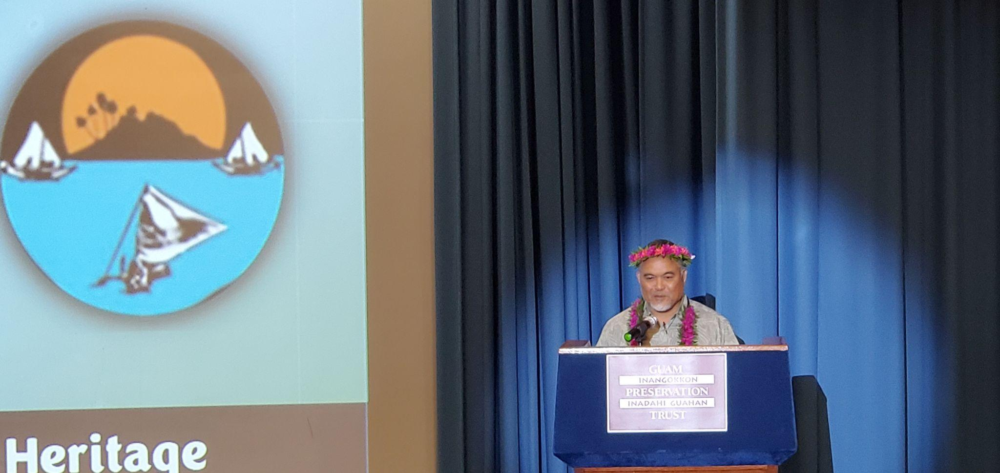 Heritage
GUAM
INANGOKKON
PRESERVATION
INADAHI GUAHAN
TRUST